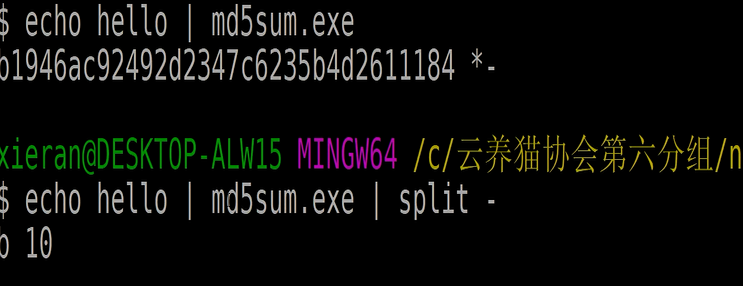 $ echo hello | md5sum.exe
b1946ac92492d2347c6235b4d2611184 *-
xieran@DESKTOP-ALW15 MINGW64 /c/云养猫协会第六分组/n
$ echo hello | md5sum.exe | split -
b 10